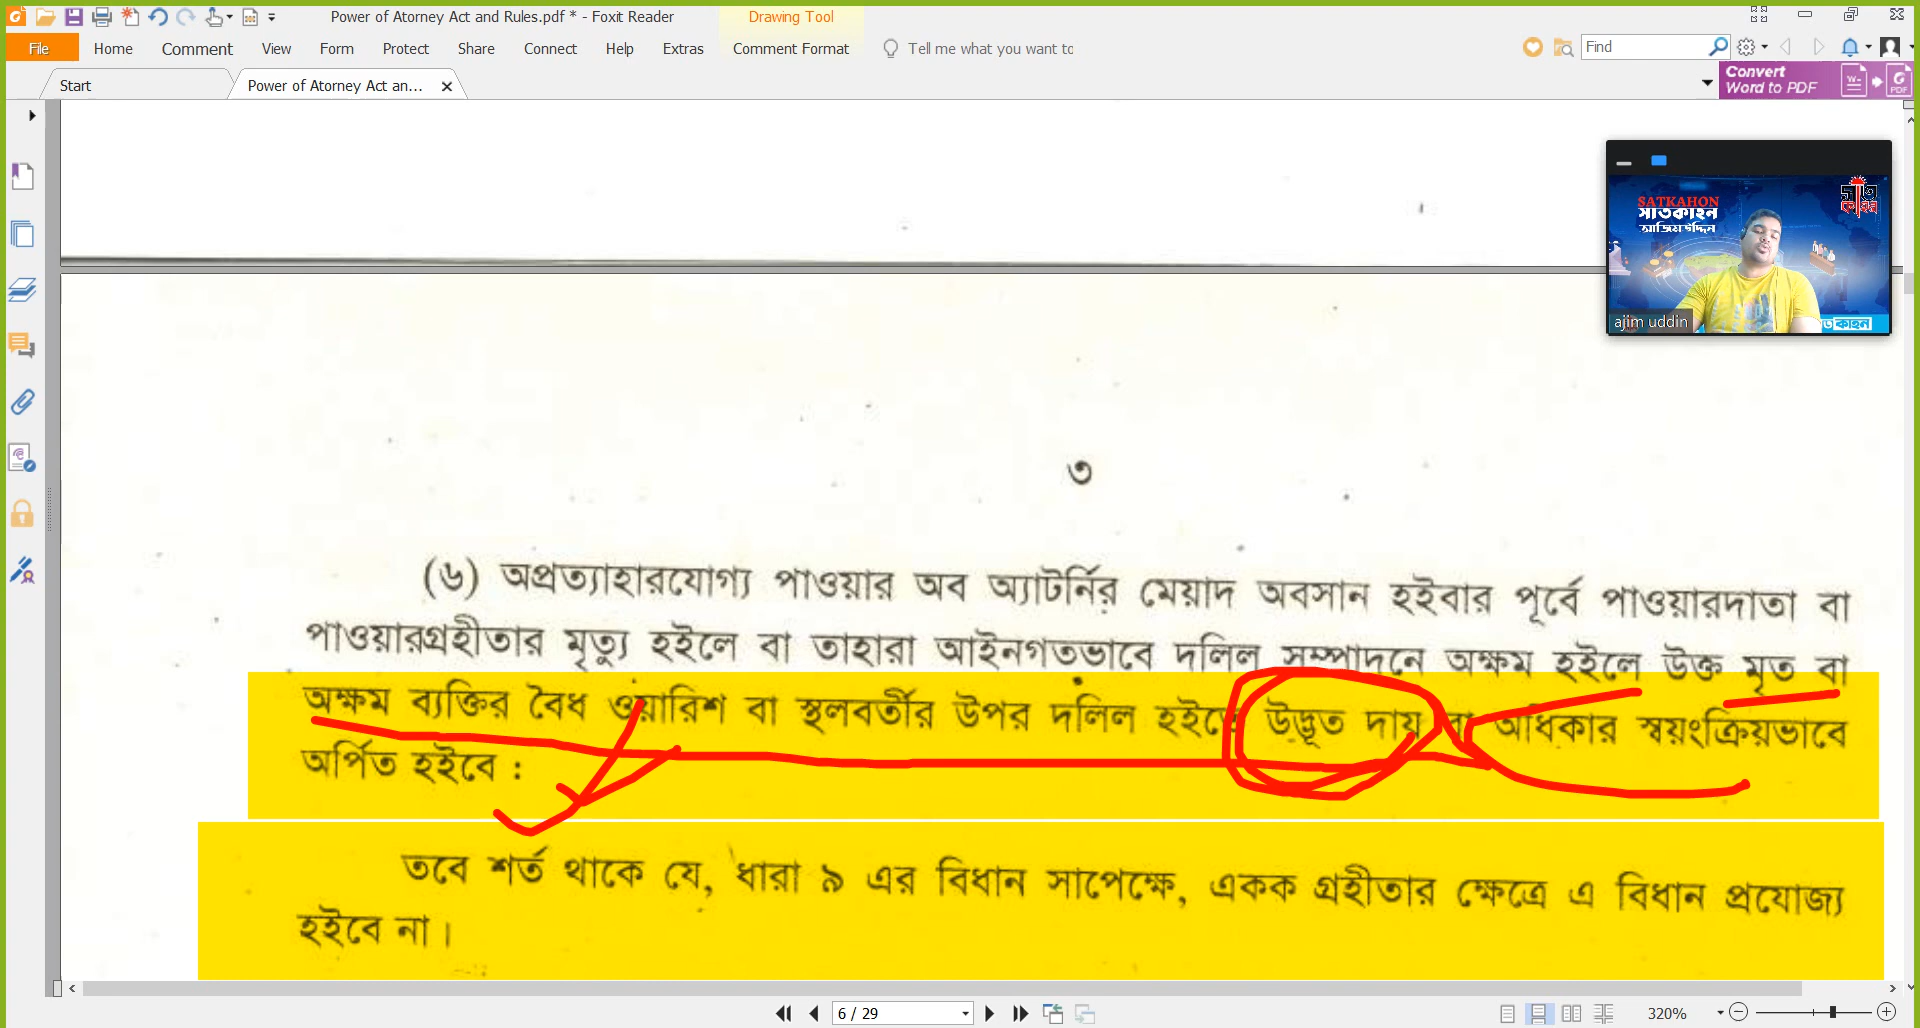 Power of Atorney Act and Rules.pdf * - Foxit Reader
Drawing Tool
File Home Comment View Form Protect Share Connect Help Extras Comment Format Tell me what you want to
Find
Start
Power of Atorney Act an...
Convert
Word to PDF
SATKAHON
সাতকাহন
আজিম উদ্দিন
ajim uddin
৩
(৬) অপ্রত্যাহারযোগ্য পাওয়ার অব অ্যাটর্নির মেয়াদ অবসান হইবার পূর্বে পাওয়ারদাতা বা
পাওয়ারগ্রহীতার মৃত্যু হইলে বা তাহারা আইনগতভাবে দলিল সম্পাদনে অক্ষম হইলে উক্ত মৃত বা
অক্ষম ব্যক্তির বৈধ ওয়ারিশ বা স্থলবর্তীর উপর দলিল হইতে উদ্ভূত দায় বা অধিকার স্বয়ংক্রিয়ভাবে
অর্পিত হইবে :
তবে শর্ত থাকে যে, ধারা ৯ এর বিধান সাপেক্ষে, একক গ্রহীতার ক্ষেত্রে এ বিধান প্রযোজ্য
হইবে না।
6 / 29
320%